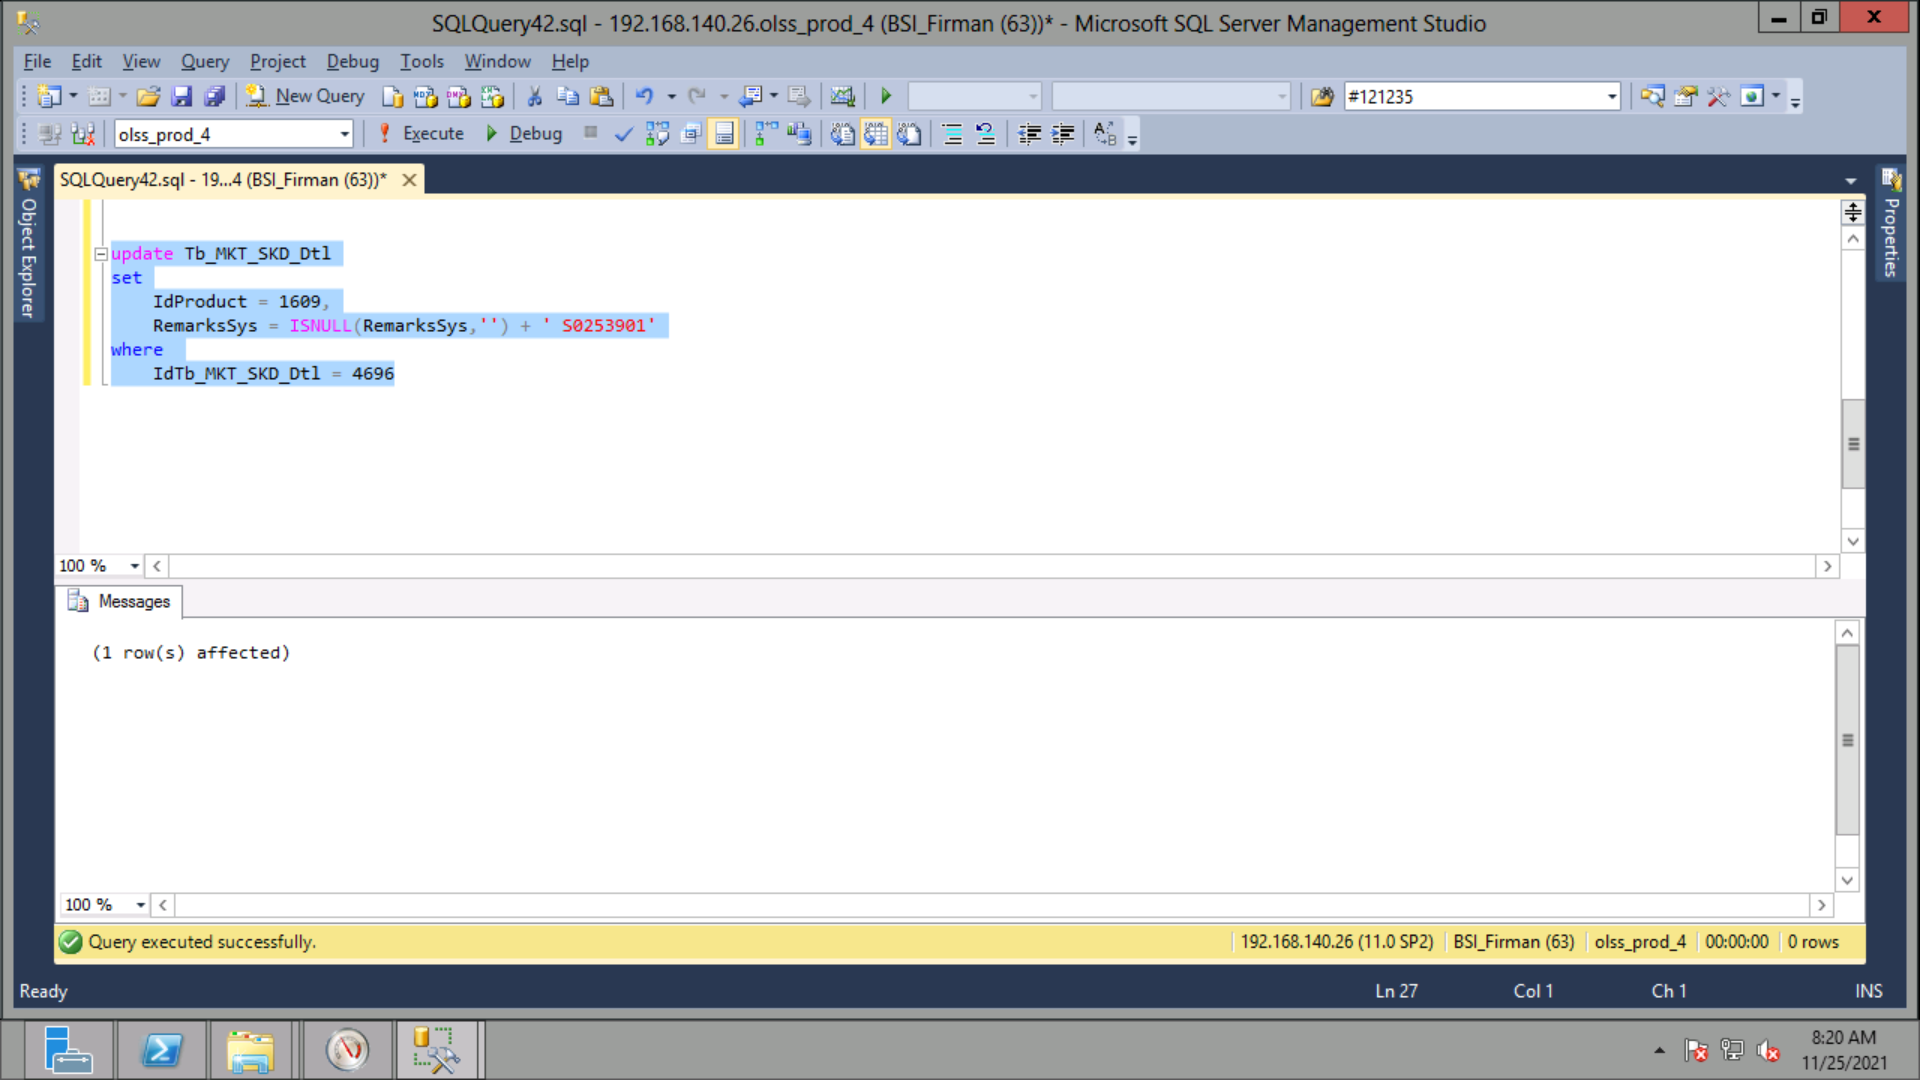 SQLQuery42.sql - 192.168.140.26.olss_prod_4 (BSI_Firman (63))* - Microsoft SQL Server Management Studio
File Edit View Query Project Debug Tools Window Help
New Query #121235
olss_prod_4 Execute Debug
SQLQuery42.sql - 19...4 (BSI_Firman (63))*
Object Explorer
Properties
update Tb_MKT_SKD_Dtl
set
IdProduct = 1609,
RemarksSys = ISNULL(RemarksSys,'') + ' S0253901'
where
IdTb_MKT_SKD_Dtl = 4696
100 %
Messages
(1 row(s) affected)
100 %
Query executed successfully. 192.168.140.26 (11.0 SP2) BSI_Firman (63) olss_prod_4 00:00:00 0 rows
Ready Ln 27 Col 1 Ch 1 INS
8:20 AM
11/25/2021